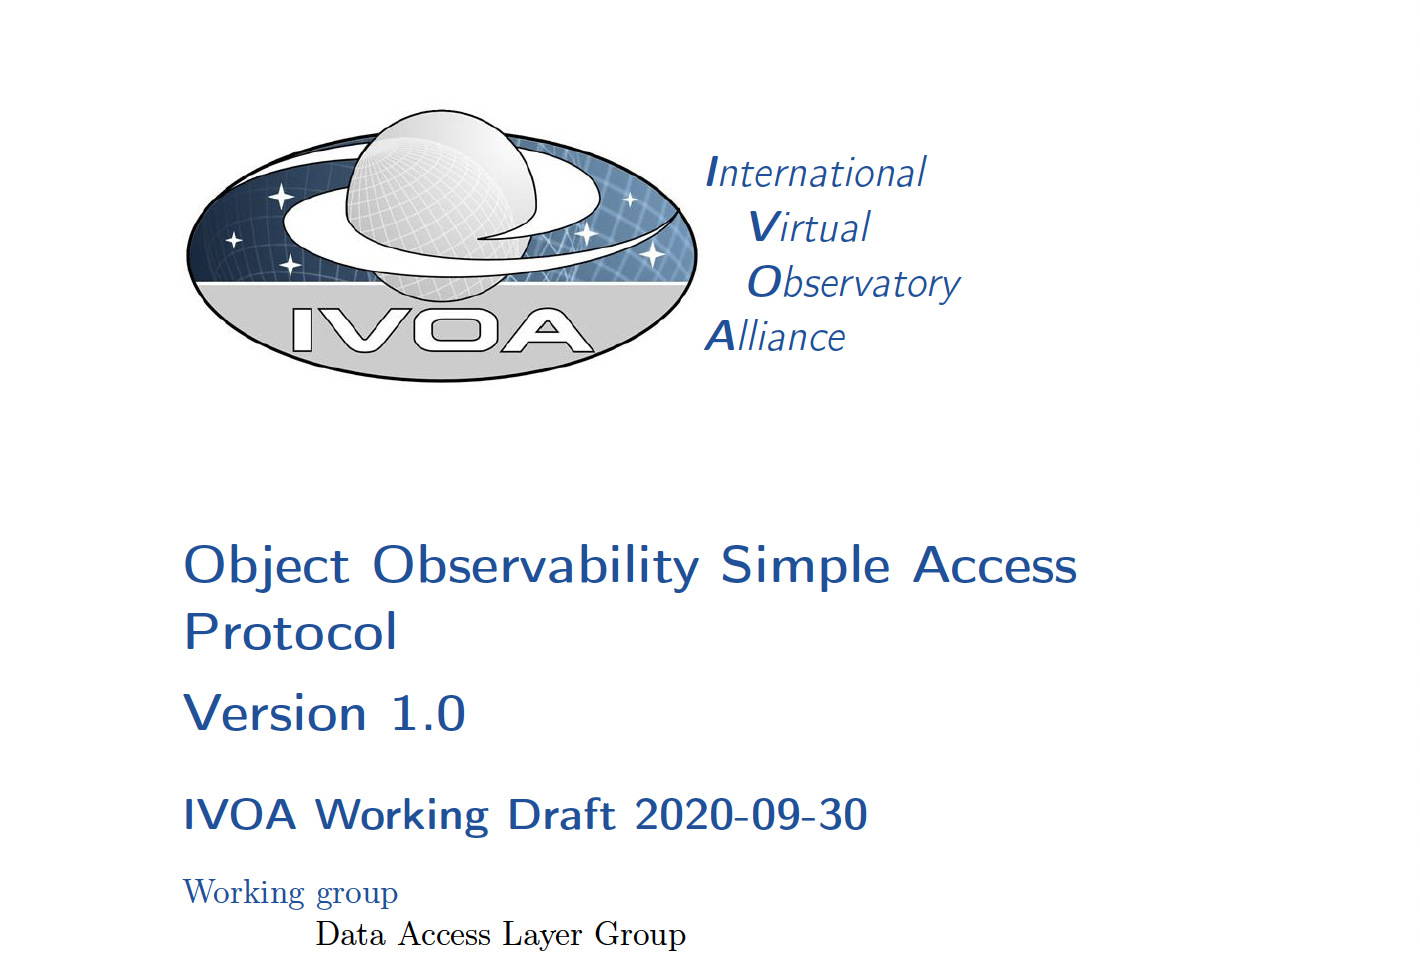 IVOA
International
Virtual
Observatory
Alliance
Object Observability Simple Access
Protocol
Version 1.0
IVOA Working Draft 2020-09-30
Working group
Data Access Layer Group